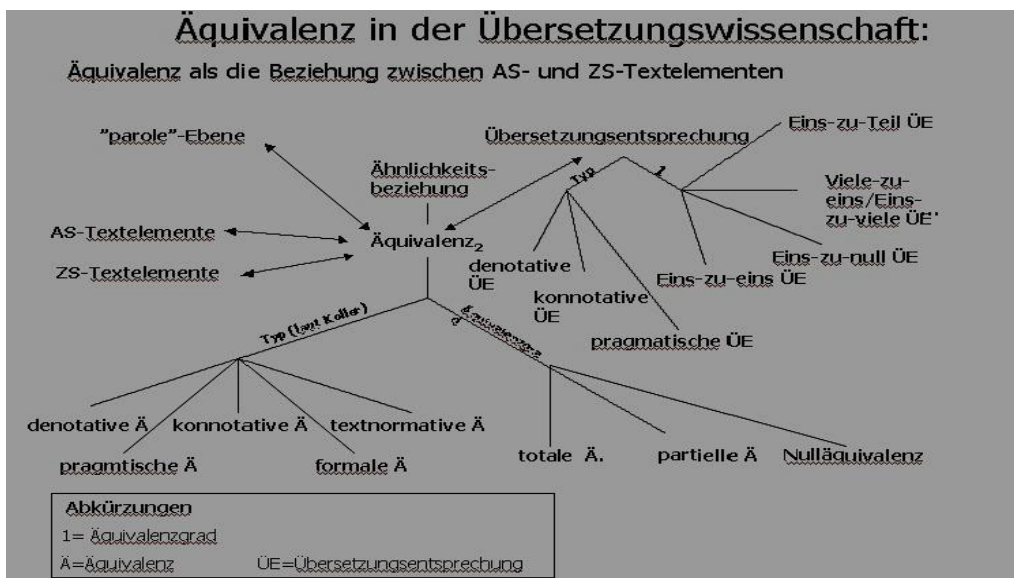 Äquivalenz in der Übersetzungswissenschaft:
Äquivalenz als die Beziehung zwischen AS- und ZS-Textelementen
"parole"-Ebene
Ähnlichkeits-
beziehung
Übersetzungsentsprechung
Eins-zu-Teil ÜE
Typ
1
Viele-zu-
eins/Eins-
zu-viele ÜE"
AS-Textelemente
Äquivalenz2
ZS-Textelemente
denotative
ÜE
konnotative
ÜE
Eins-zu-eins ÜE
Eins-zu-null ÜE
pragmatische ÜE
Typ (laut Koller)
denotative Ä
konnotative Ä
textnormative Ä
pragmtische Ä
formale Ä
totale Ä.
partielle Ä
Nulläquivalenz
Abkürzungen
1= Äquivalenzgrad
Ä=Äquivalenz ÜE=Übersetzungsentsprechung